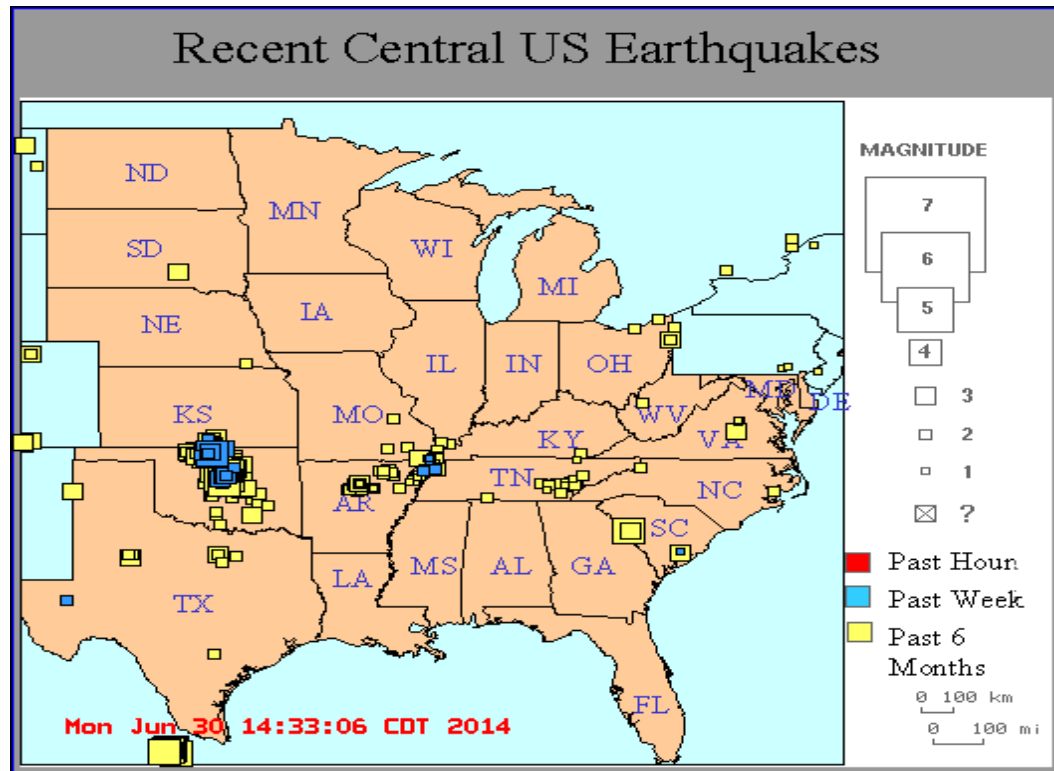 Recent Central US Earthquakes
ND
MN
SD
WI
MI
NE
IA
IL
IN
OH
MD
DE
KS
MO
WV
VA
KY
TN
NC
AR
SC
MS
AL
GA
LA
TX
FL
Mon Jun 30 14:33:06 CDT 2014
MAGNITUDE
7
6
5
4
3
2
1
?
Past Houn
Past Week
Past 6
Months
0 100 km
0 100 mi